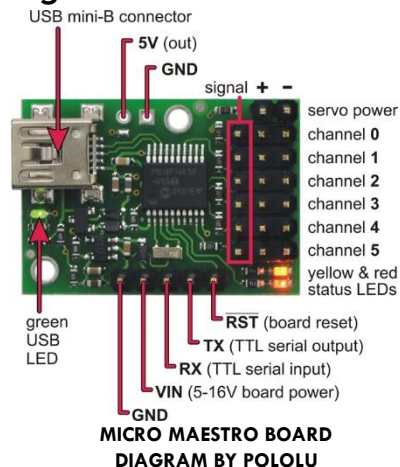 USB mini-B connector
5V (out)
GND
signal + −
servo power
channel 0
channel 1
channel 2
channel 3
channel 4
channel 5
yellow & red
status LEDs
green
USB
LED
RST (board reset)
TX (TTL serial output)
RX (TTL serial input)
VIN (5-16V board power)
GND
MICRO MAESTRO BOARD
DIAGRAM BY POLOLU